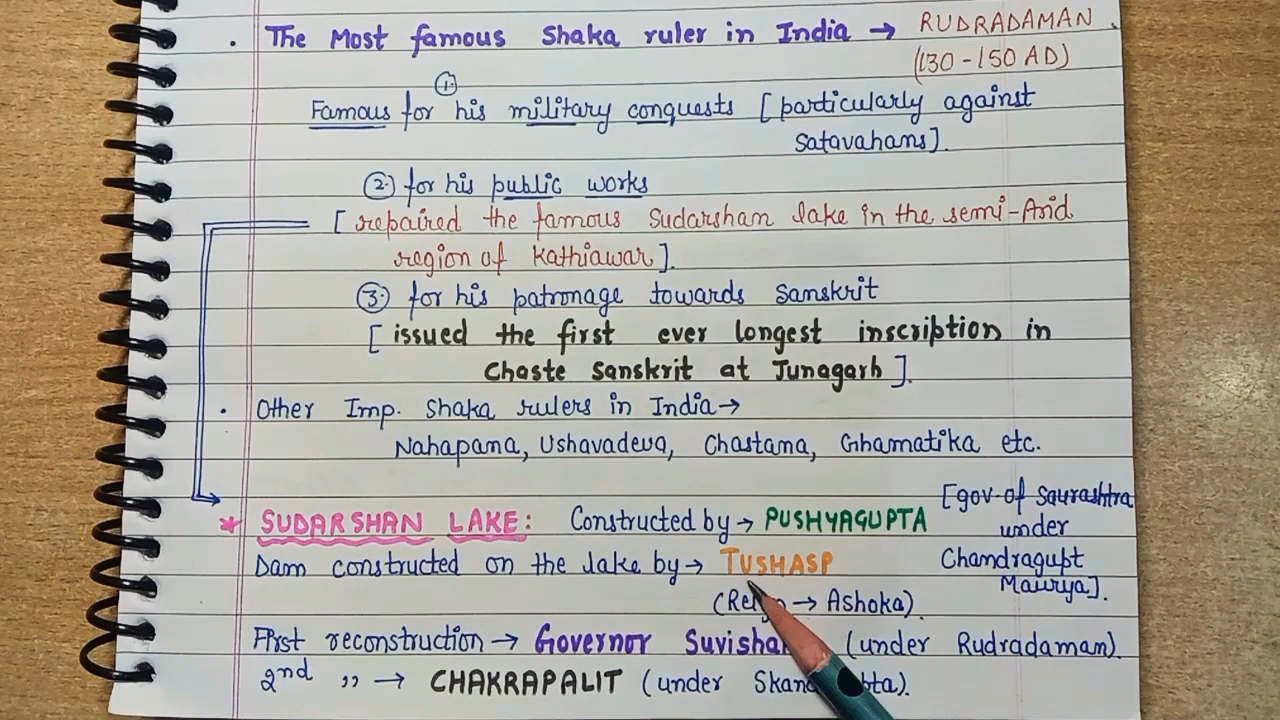 . The Most famous Shaka ruler in India → RUDRADAMAN.
(130-150 AD)
① Famous for his military conquests [particularly against
Satavahans].
② for his public works
[repaired the famous Sudarshan lake in the semi-Arid
region of Kathiawar].
③ for his patronage towards Sanskrit
[issued the first ever longest inscription in
Chaste Sanskrit at Junagarh].
. Other Imp. Shaka rulers in India →
Nahapana, Ushavadeva, Chastana, Ghamatika etc.
* SUDARSHAN LAKE: Constructed by → PUSHYAGUPTA
[gov. of Saurashtra
under
Chandragupt
Maurya].
Dam constructed on the lake by → TUSHASP
→ Ashoka).
First reconstruction → Governor (under Rudradaman).
2nd ,, → CHAKRAPALIT (under